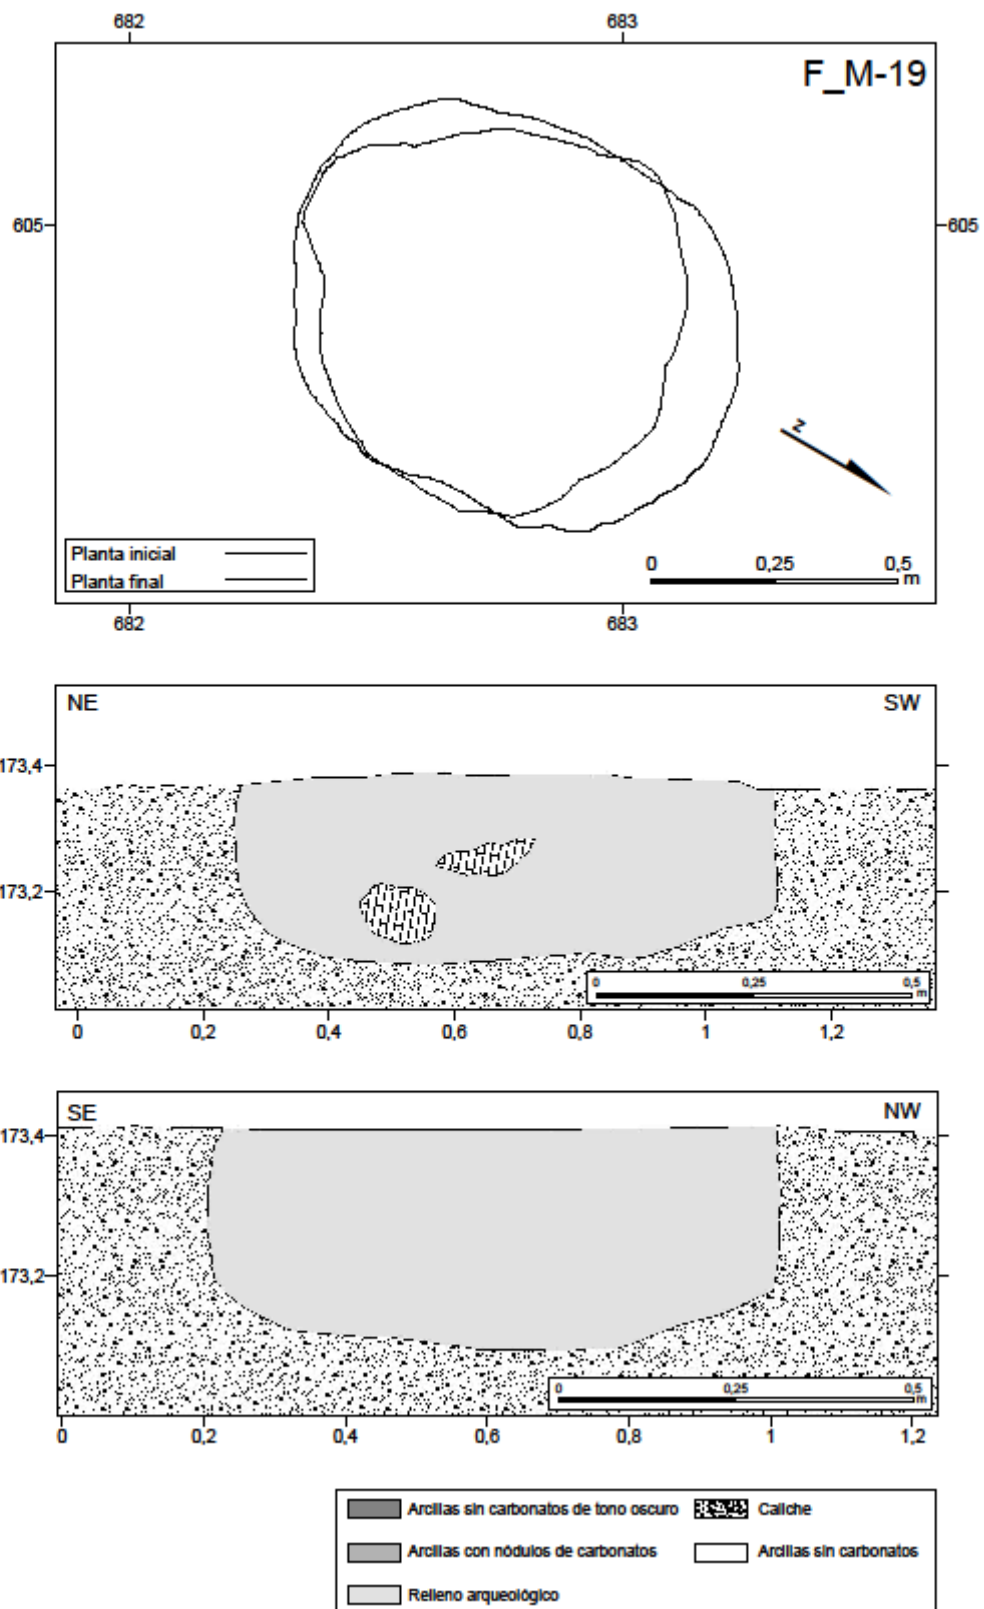 682 683
F_M-19
605 605
N
Planta inicial
Planta final
0 0,25 0,5
m
682 683
NE SW
173,4
173,2
0 0,25 0,5
m
0 0,2 0,4 0,6 0,8 1 1,2
SE NW
173,4
173,2
0 0,25 0,5
m
0 0,2 0,4 0,6 0,8 1 1,2
Arcillas sin carbonatos de tono oscuro Caliche
Arcillas con nódulos de carbonatos Arcillas sin carbonatos
Relleno arqueológico